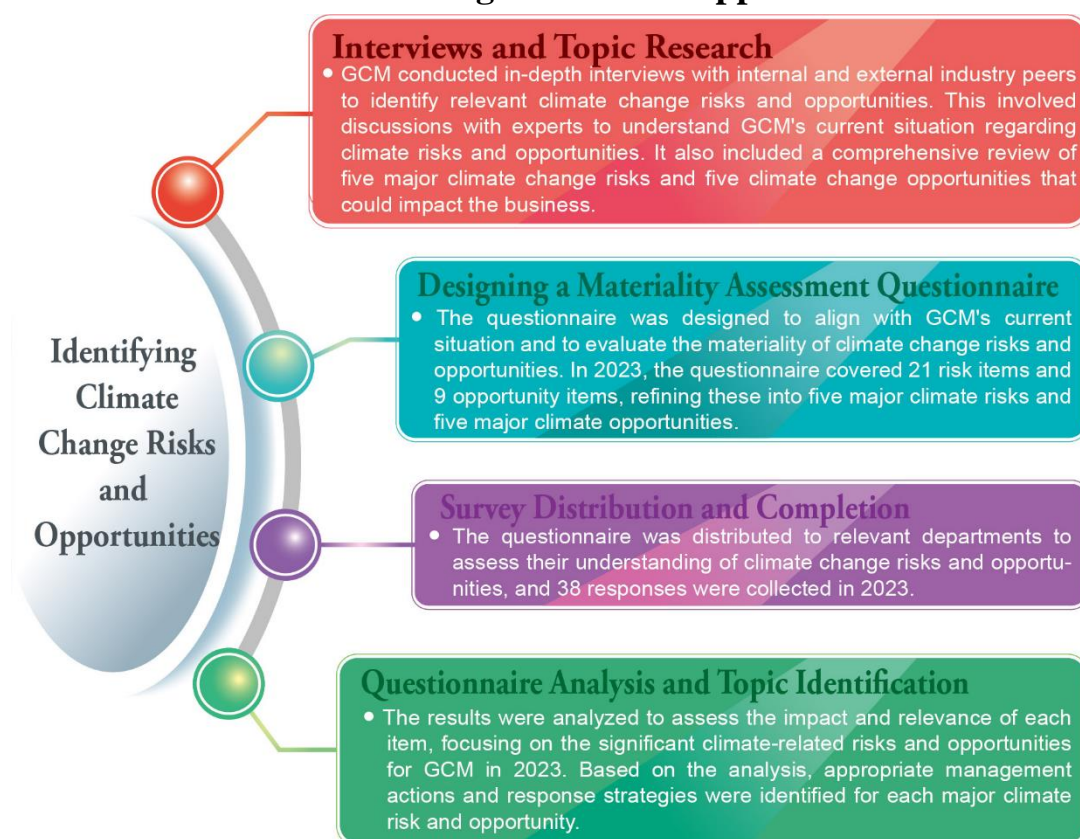 Interviews and Topic Research
• GCM conducted in-depth interviews with internal and external industry peers
to identify relevant climate change risks and opportunities. This involved
discussions with experts to understand GCM's current situation regarding
climate risks and opportunities. It also included a comprehensive review of
five major climate change risks and five climate change opportunities that
could impact the business.
Designing a Materiality Assessment Questionnaire
• The questionnaire was designed to align with GCM's current
situation and to evaluate the materiality of climate change risks and
opportunities. In 2023, the questionnaire covered 21 risk items and
9 opportunity items, refining these into five major climate risks and
five major climate opportunities.
Identifying
Climate
Change Risks
and
Opportunities
Survey Distribution and Completion
• The questionnaire was distributed to relevant departments to
assess their understanding of climate change risks and opportu-
nities, and 38 responses were collected in 2023.
Questionnaire Analysis and Topic Identification
• The results were analyzed to assess the impact and relevance of each
item, focusing on the significant climate-related risks and opportunities
for GCM in 2023. Based on the analysis, appropriate management
actions and response strategies were identified for each major climate
risk and opportunity.